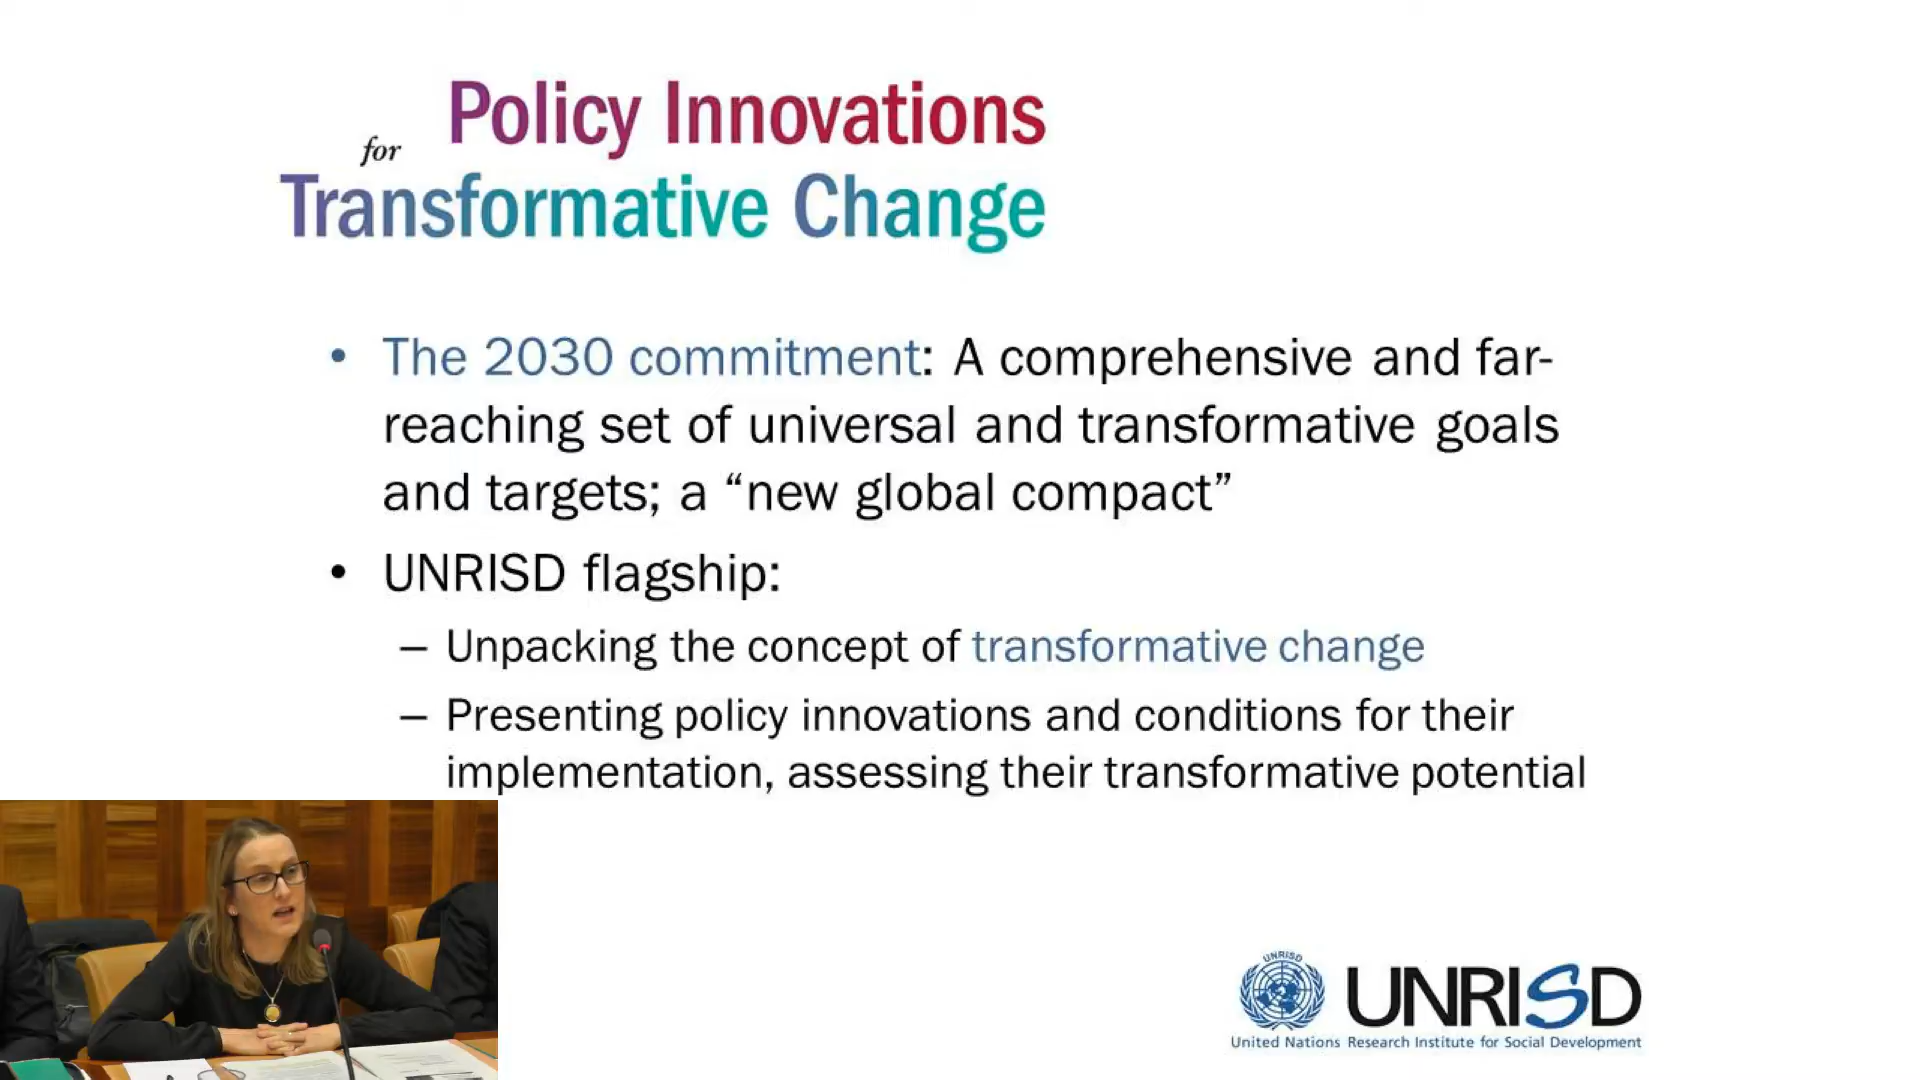 Policy Innovations
for
Transformative Change
• The 2030 commitment: A comprehensive and far-
reaching set of universal and transformative goals
and targets; a “new global compact”
• UNRISD flagship:
– Unpacking the concept of transformative change
– Presenting policy innovations and conditions for their
implementation, assessing their transformative potential
UNRISD
UNRISD
United Nations Research Institute for Social Development